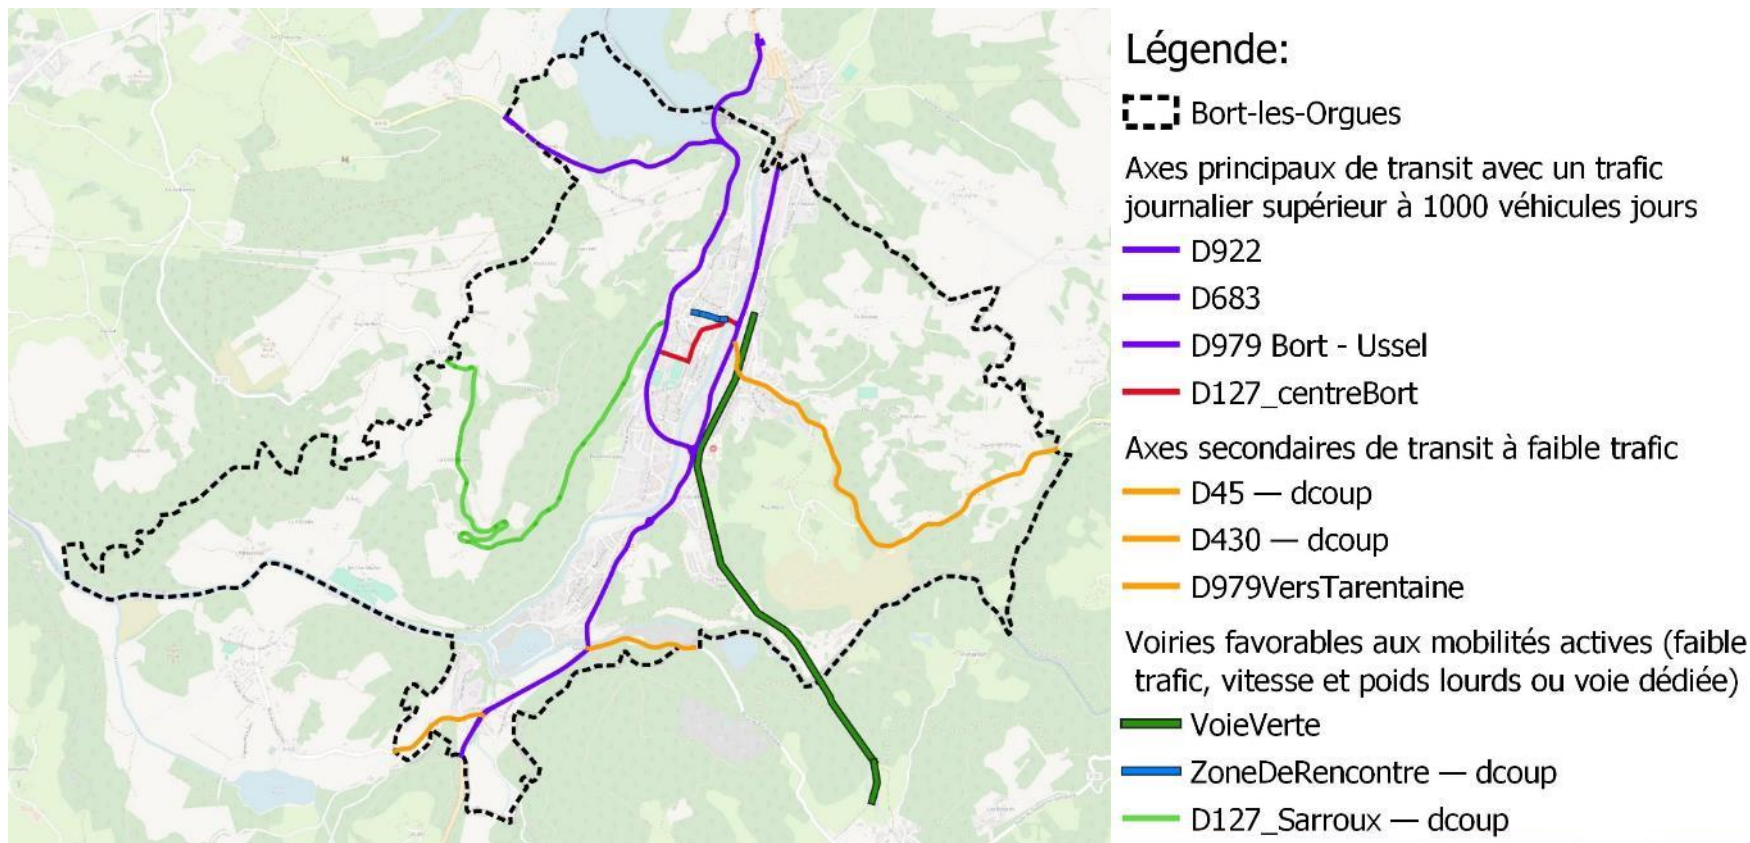 Légende:
Bort-les-Orgues
Axes principaux de transit avec un trafic
journalier supérieur à 1000 véhicules jours
D922
D683
D979 Bort - Ussel
D127_centreBort
Axes secondaires de transit à faible trafic
D45 — dcoup
D430 — dcoup
D979VersTarentaine
Voiries favorables aux mobilités actives (faible
trafic, vitesse et poids lourds ou voie dédiée)
VoieVerte
ZoneDeRencontre — dcoup
D127_Sarroux — dcoup